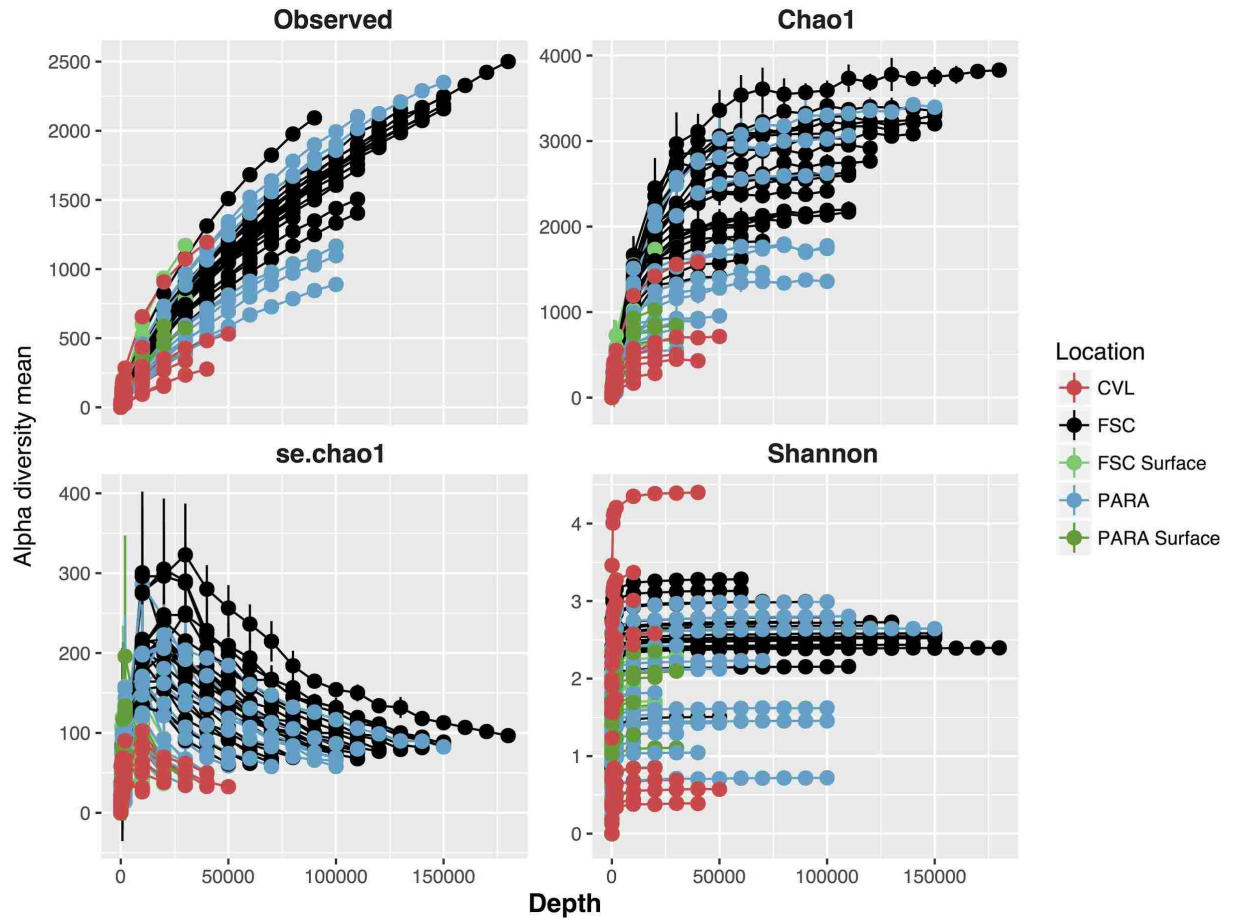 Observed
Chao1
2500
2000
1500
1000
500
0
4000
3000
2000
1000
0
Alpha diversity mean
se.chao1
Shannon
400
300
200
100
0
4
3
2
1
0
0 50000 100000 150000
0 50000 100000 150000
Depth
Location
CVL
FSC
FSC Surface
PARA
PARA Surface